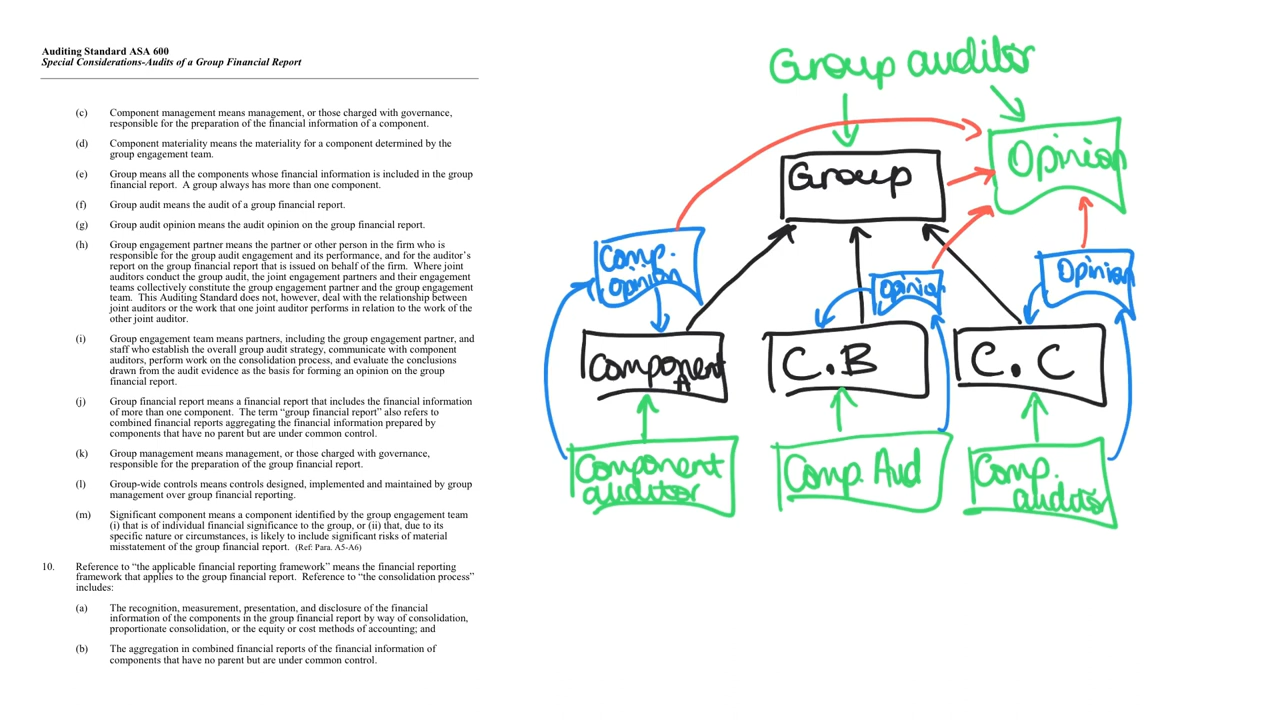 Auditing Standard ASA 600
Special Considerations-Audits of a Group Financial Report
(c) Component management means management, or those charged with governance,
responsible for the preparation of the financial information of a component.
(d) Component materiality means the materiality for a component determined by the
group engagement team.
(e) Group means all the components whose financial information is included in the group
financial report. A group always has more than one component.
(f) Group audit means the audit of a group financial report.
(g) Group audit opinion means the audit opinion on the group financial report.
(h) Group engagement partner means the partner or other person in the firm who is
responsible for the group audit engagement and its performance, and for the auditor's
report on the group financial report that is issued on behalf of the firm. Where joint
auditors conduct the group audit, the joint engagement partners and their engagement
teams collectively constitute the group engagement partner and the group engagement
team. This Auditing Standard does not, however, deal with the relationship between
joint auditors or the work that one joint auditor performs in relation to the work of the
other joint auditor.
(i) Group engagement team means partners, including the group engagement partner, and
staff who establish the overall group audit strategy, communicate with component
auditors, perform work on the consolidation process, and evaluate the conclusions
drawn from the audit evidence as the basis for forming an opinion on the group
financial report.
(j) Group financial report means a financial report that includes the financial information
of more than one component. The term "group financial report" also refers to
combined financial reports aggregating the financial information prepared by
components that have no parent but are under common control.
(k) Group management means management, or those charged with governance,
responsible for the preparation of the group financial report.
(l) Group-wide controls means controls designed, implemented and maintained by group
management over group financial reporting.
(m) Significant component means a component identified by the group engagement team
(i) that is of individual financial significance to the group, or (ii) that, due to its
specific nature or circumstances, is likely to include significant risks of material
misstatement of the group financial report. (Ref: Para. A5-A6)
10. Reference to "the applicable financial reporting framework" means the financial reporting
framework that applies to the group financial report. Reference to "the consolidation process"
includes:
(a) The recognition, measurement, presentation, and disclosure of the financial
information of the components in the group financial report by way of consolidation,
proportionate consolidation, or the equity or cost methods of accounting; and
(b) The aggregation in combined financial reports of the financial information of
components that have no parent but are under common control.
Group auditor
Group
Opinion
Comp.
Opinion
Opinion
Opinion
Component
A
C.B
C.C
Component
auditor
Comp. Aud
Comp.
auditor